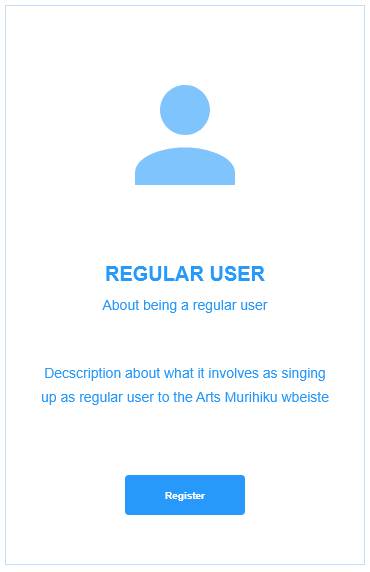 REGULAR USER
About being a regular user
Decscription about what it involves as singing
up as regular user to the Arts Murihiku wbeiste
Register